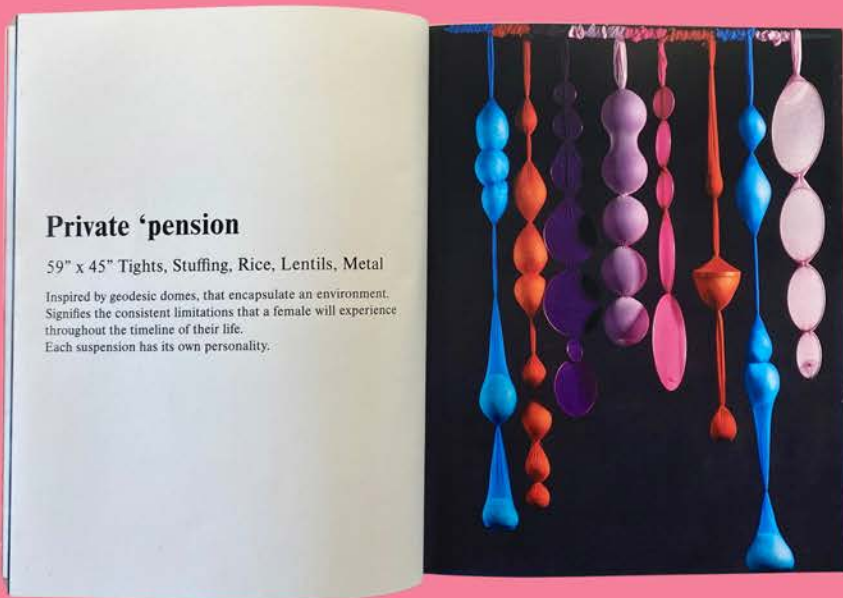 Private ‘pension
59” x 45” Tights, Stuffing, Rice, Lentils, Metal
Inspired by geodesic domes, that encapsulate an environment.
Signifies the consistent limitations that a female will experience
throughout the timeline of their life.
Each suspension has its own personality.